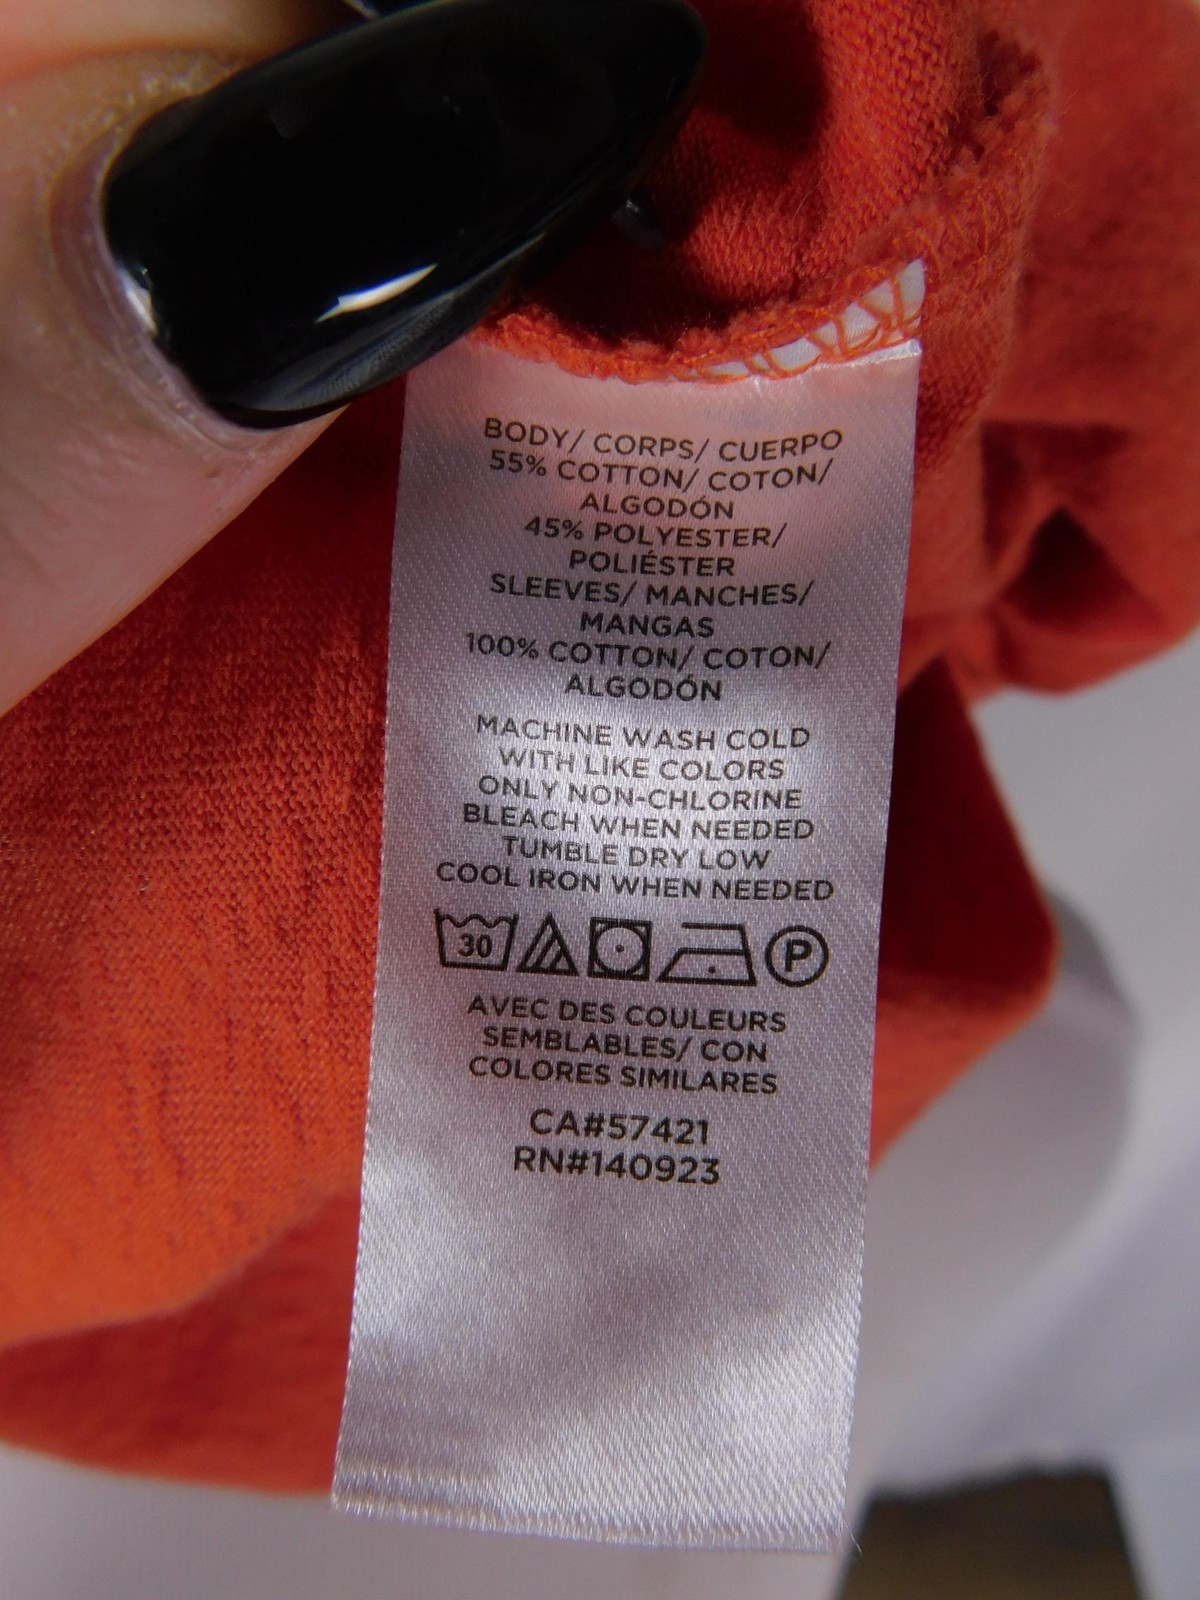 BODY/ CORPS/ CUERPO
55% COTTON/ COTON/
ALGODÓN
45% POLYESTER/
POLIÉSTER
SLEEVES/ MANCHES/
MANGAS
100% COTTON/ COTON/
ALGODÓN
MACHINE WASH COLD
WITH LIKE COLORS
ONLY NON-CHLORINE
BLEACH WHEN NEEDED
TUMBLE DRY LOW
COOL IRON WHEN NEEDED
30 P
AVEC DES COULEURS
SEMBLABLES/ CON
COLORES SIMILARES
CA#57421
RN#140923